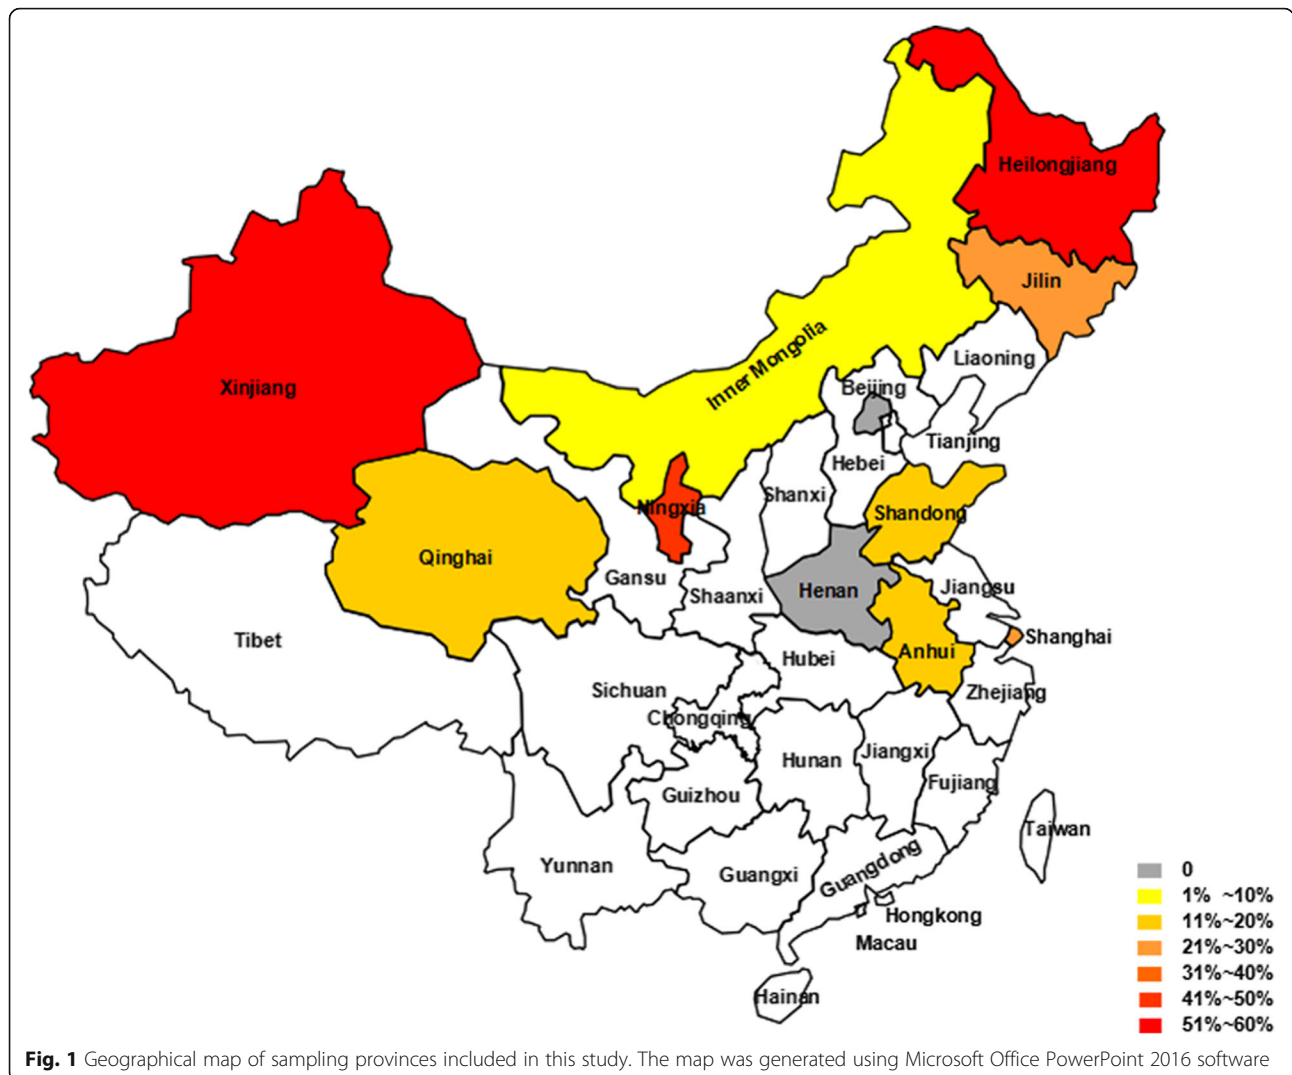 Heilongjiang
Jilin
Inner Mongolia
Liaoning
Xinjiang
Beijing
Tianjing
Hebei
Shanxi
Ningxia
Shandong
Qinghai
Gansu
Shaanxi
Henan
Jiangsu
Tibet
Shanghai
Anhui
Hubei
Sichuan
Zhejiang
Chongqing
Hunan
Jiangxi
Fujiang
Guizhou
Taiwan
Yunnan
Guangxi
Guangdong
Hongkong
Macau
Hainan
0
1% ~10%
11%~20%
21%~30%
31%~40%
41%~50%
51%~60%
Fig. 1 Geographical map of sampling provinces included in this study. The map was generated using Microsoft Office PowerPoint 2016 software